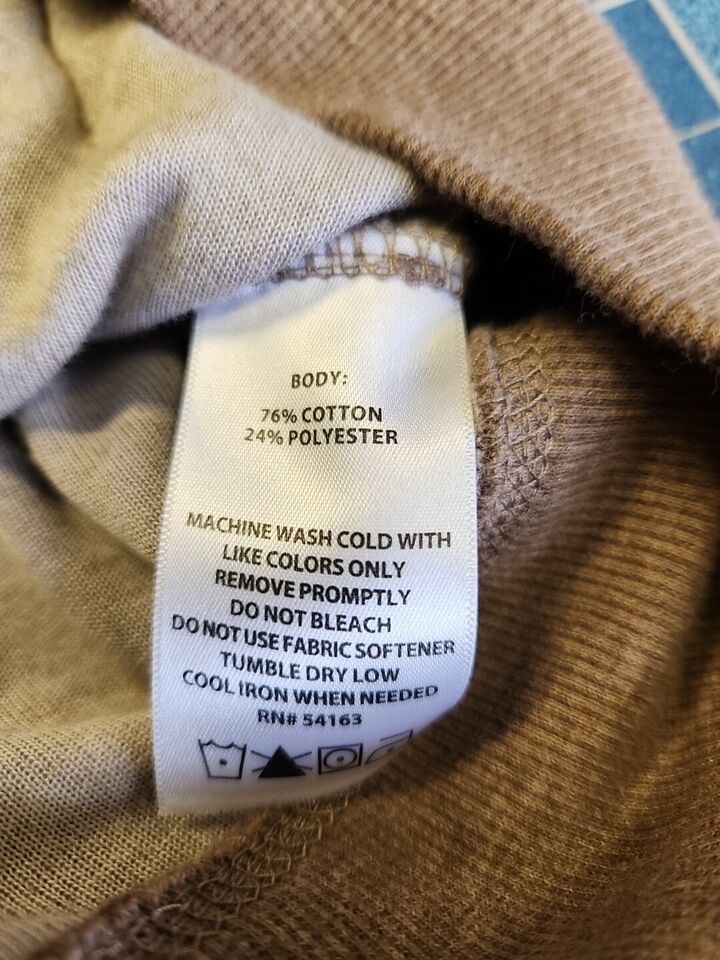 BODY:
76% COTTON
24% POLYESTER
MACHINE WASH COLD WITH
LIKE COLORS ONLY
REMOVE PROMPTLY
DO NOT BLEACH
DO NOT USE FABRIC SOFTENER
TUMBLE DRY LOW
COOL IRON WHEN NEEDED
RN# 54163